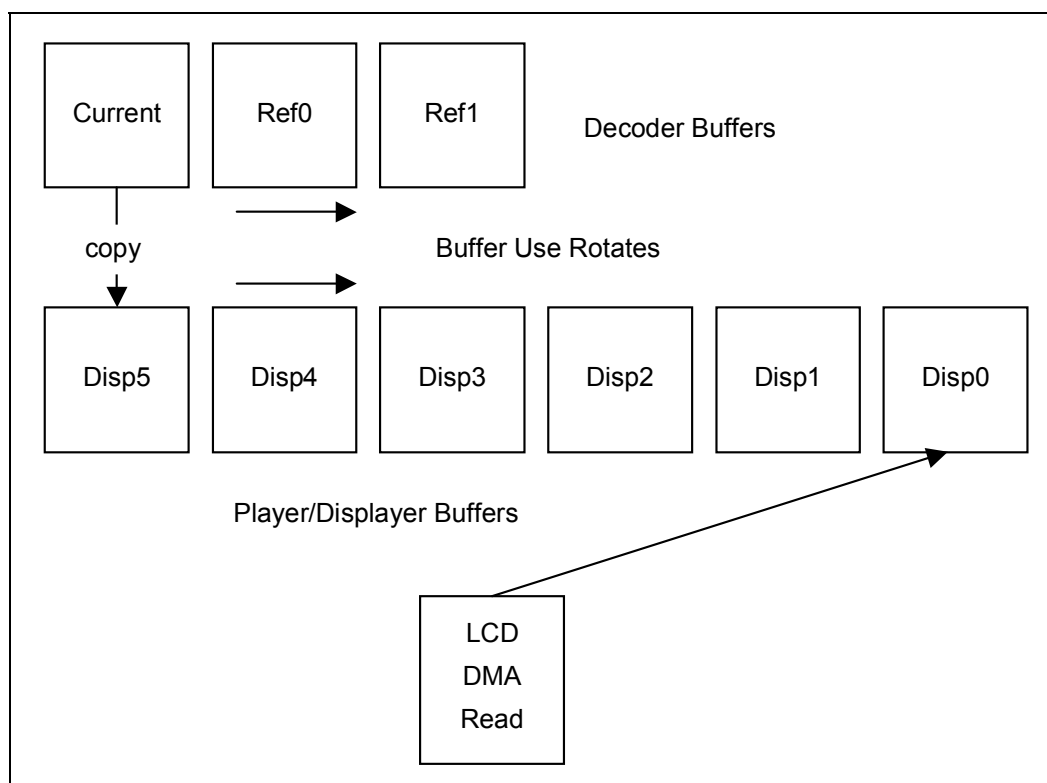 Current
Ref0
Ref1
Decoder Buffers
copy
Buffer Use Rotates
Disp5
Disp4
Disp3
Disp2
Disp1
Disp0
Player/Displayer Buffers
LCD
DMA
Read